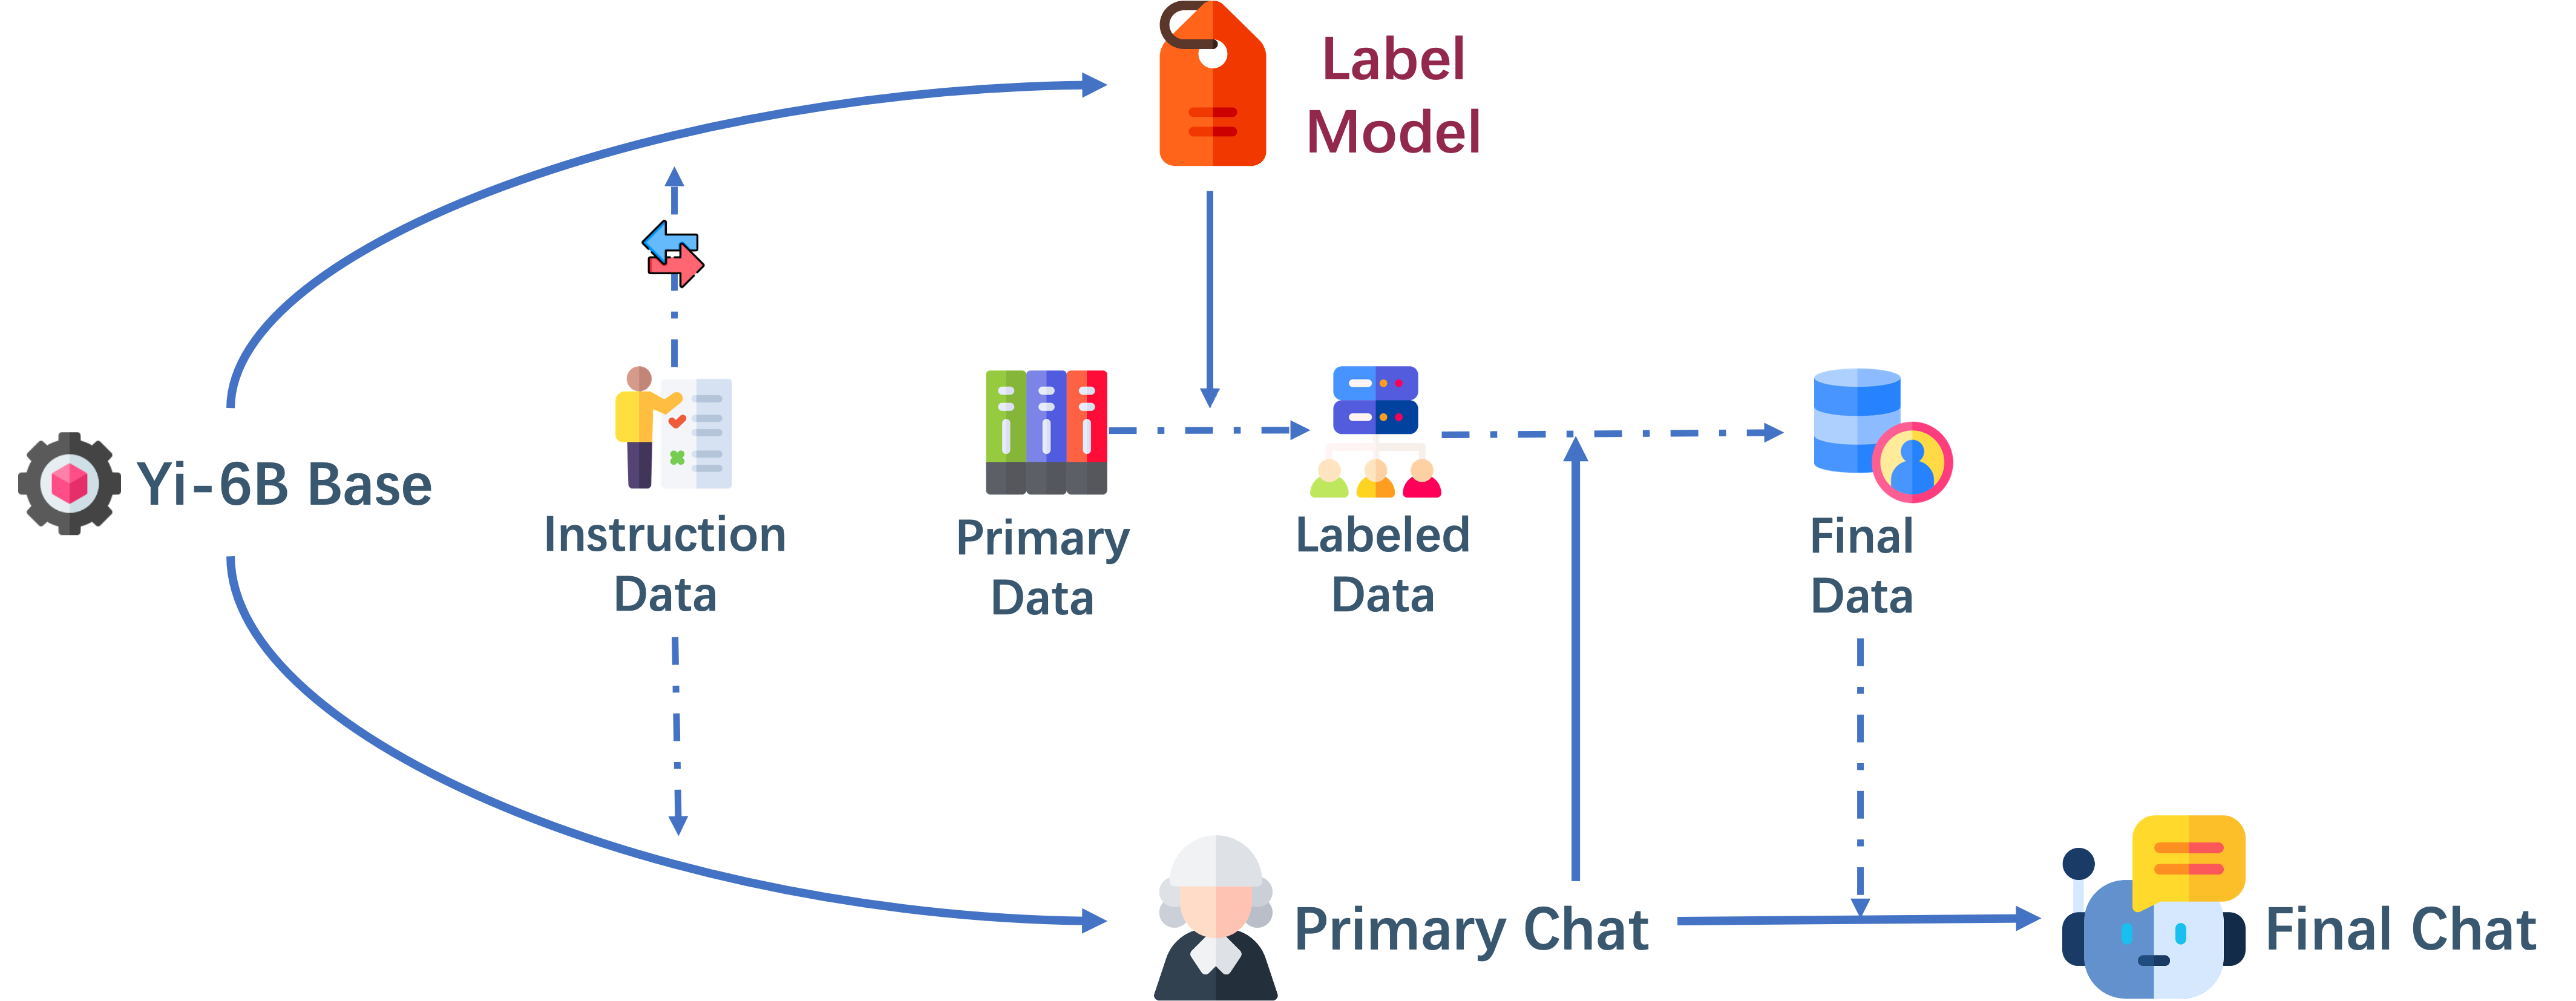 Label
Model
Yi-6B Base
Instruction
Data
Primary
Data
Labeled
Data
Final
Data
Primary Chat
Final Chat